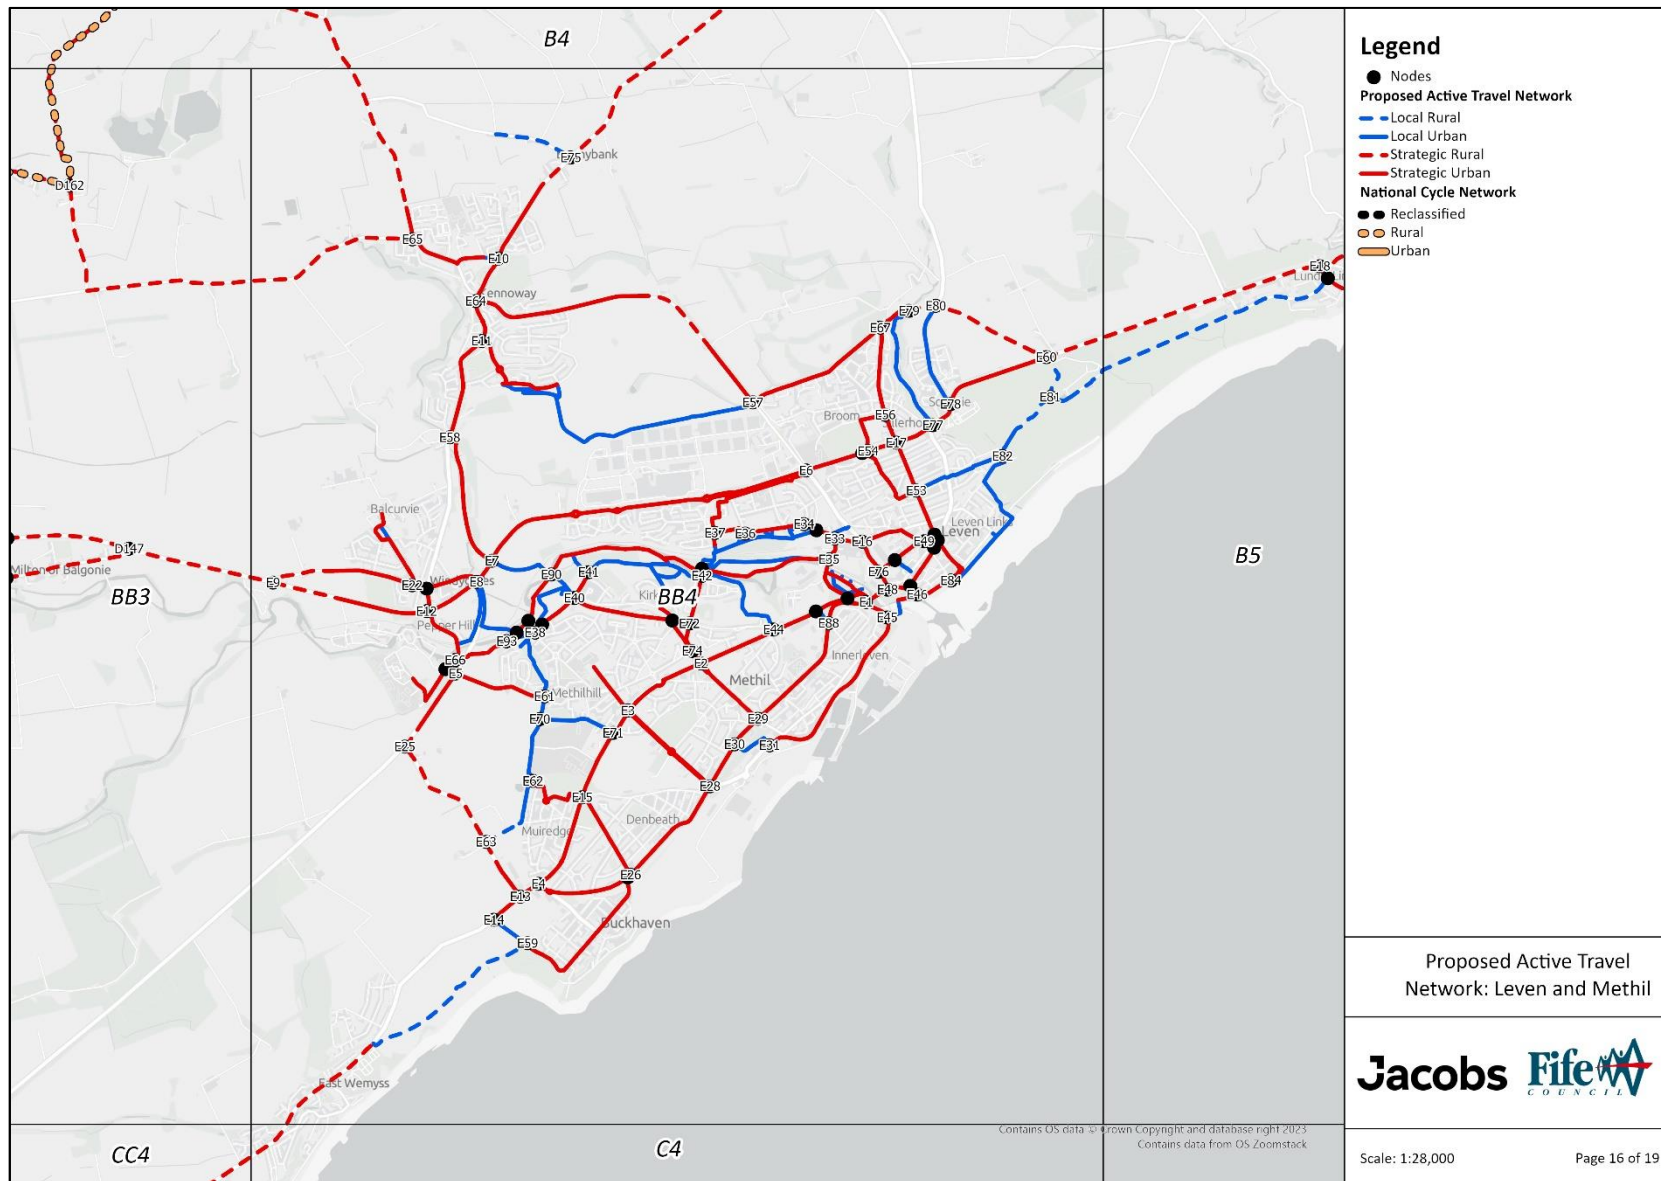 B4
Legend
Nodes
Proposed Active Travel Network
Local Rural
Local Urban
Strategic Rural
Strategic Urban
National Cycle Network
Reclassified
Rural
Urban
E75
D162
E65
E10
E18
E64
E79
E80
E67
E11
E60
E57
E81
E78
Broom
E56
E77
E58
E17
E54
E82
E6
E53
Balcurvie
E34
Leven Links
E37
E36
Leven
E33
E16
E49
D147
B5
E7
E35
Milton of Balgonie
E9
E22
E8
E90
E41
E42
E76
E84
BB3
BB4
E48
E46
E12
E40
E1
E45
E38
E72
E88
E93
E44
E66
E74
Innerleven
E5
E2
Methil
E61
Methilhill
E70
E3
E29
E71
E25
E30
E31
E62
E28
E15
Muiredge
Denbeath
E63
E4
E26
E13
E14
Buckhaven
E59
Proposed Active Travel
Network: Leven and Methil
Jacobs
Fife
COUNCIL
East Wemyss
Contains OS data © Crown Copyright and database right 2023
Contains data from OS Zoomstack
CC4
C4
Scale: 1:28,000
Page 16 of 19